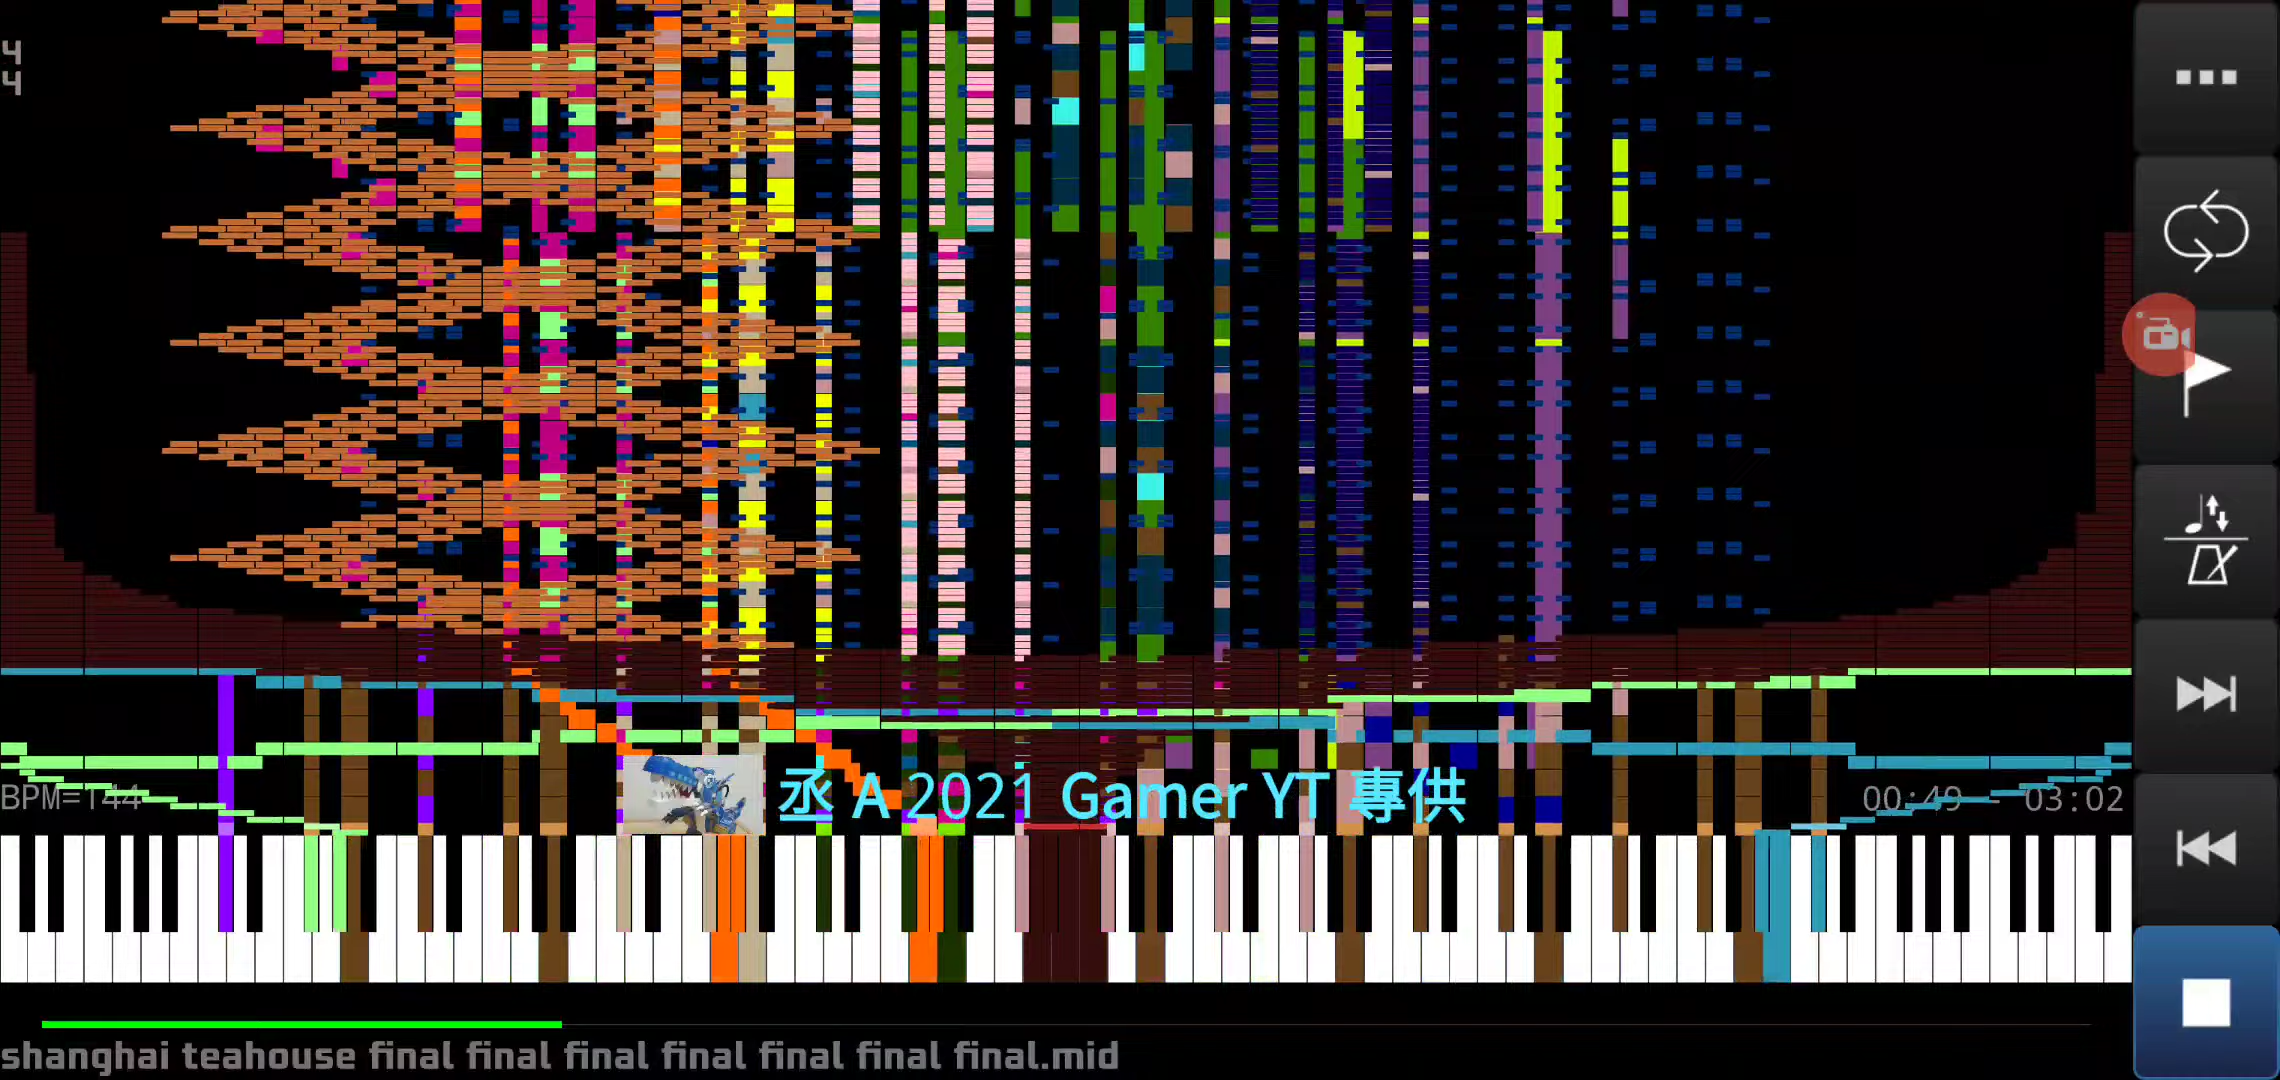 4
4
丞 A 2021 Gamer YT 專供
BPM=144
00:49 - 03:02
shanghai teahouse final final final final final final final.mid